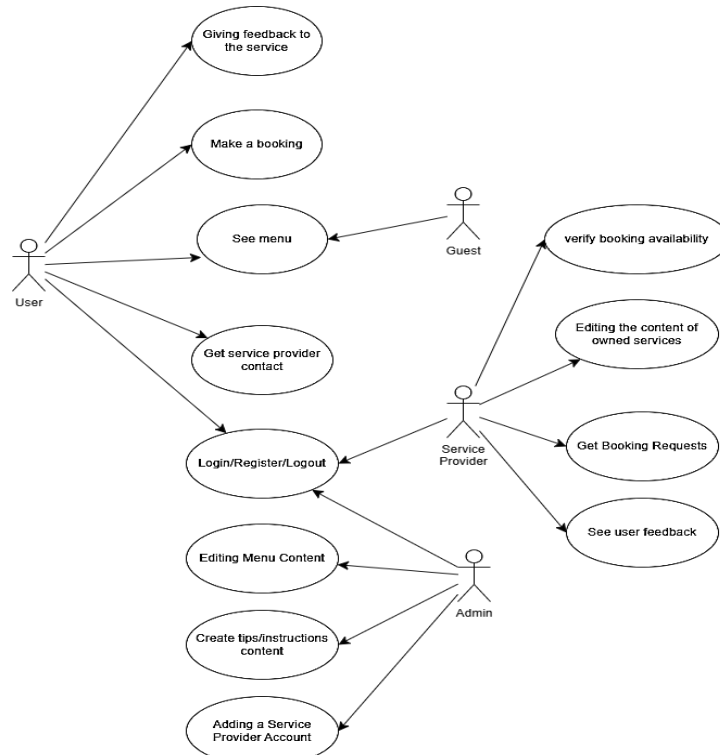 Giving feedback to
the service
Make a booking
See menu
Guest
verify booking availability
User
Editing the content of
owned services
Get service provider
contact
Service
Provider
Get Booking Requests
Login/Register/Logout
See user feedback
Editing Menu Content
Admin
Create tips/instructions
content
Adding a Service
Provider Account